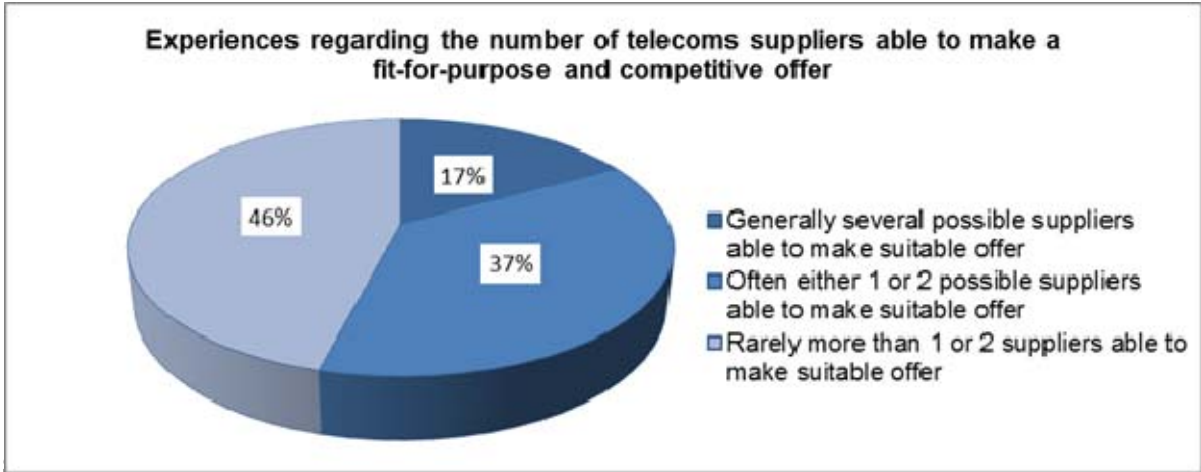 Experiences regarding the number of telecoms suppliers able to make a
fit-for-purpose and competitive offer
17%
46%
37%
Generally several possible suppliers
able to make suitable offer
Often either 1 or 2 possible suppliers
able to make suitable offer
Rarely more than 1 or 2 suppliers able to
make suitable offer